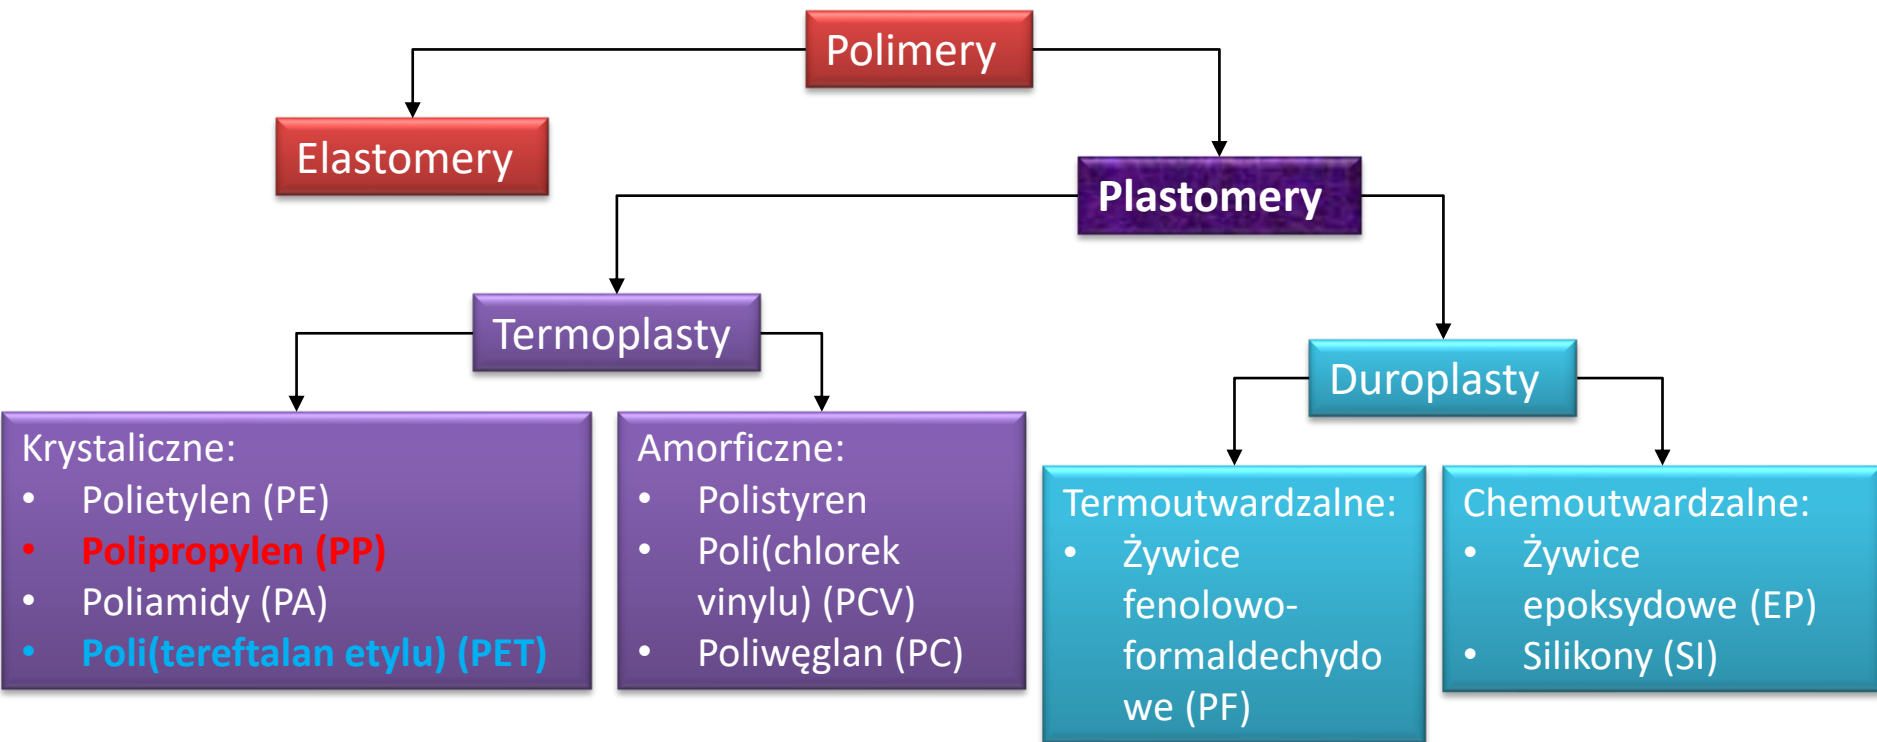 Polimery
Elastomery
Plastomery
Termoplasty
Duroplasty
Krystaliczne:
• Polietylen (PE)
• Polipropylen (PP)
• Poliamidy (PA)
• Poli(tereftalan etylu) (PET)
Amorficzne:
• Polistyren
• Poli(chlorek
vinylu) (PCV)
• Poliwęglan (PC)
Termoutwardzalne:
• Żywice
fenolowo-
formaldechydo
we (PF)
Chemoutwardzalne:
• Żywice
epoksydowe (EP)
• Silikony (SI)